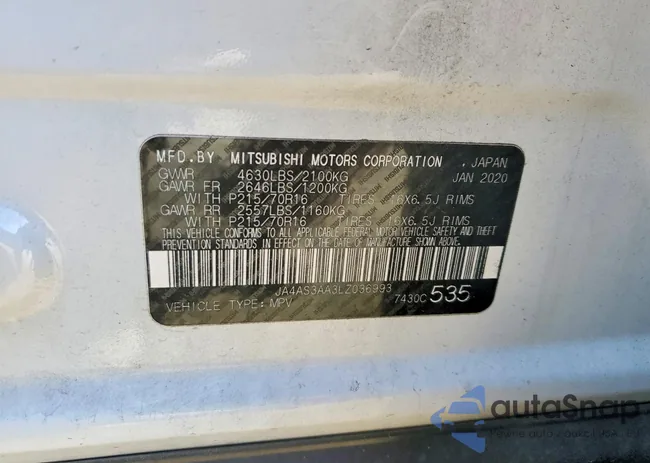 MFD.BY MITSUBISHI MOTORS CORPORATION , JAPAN
GVWR 4630LBS/2100KG JAN 2020
GAWR FR 2646LBS/1200KG
WITH P215/70R16 TIRES, 16X6.5J RIMS
GAWR RR 2557LBS/1160KG
WITH P215/70R16 TIRES, 16X6.5J RIMS
THIS VEHICLE CONFORMS TO ALL APPLICABLE FEDERAL MOTOR VEHICLE SAFETY AND THEFT
PREVENTION STANDARDS IN EFFECT ON THE DATE OF MANUFACTURE SHOWN ABOVE.
JA4AS3AA3LZ036993
VEHICLE TYPE: MPV 7430C 535
autoSnap